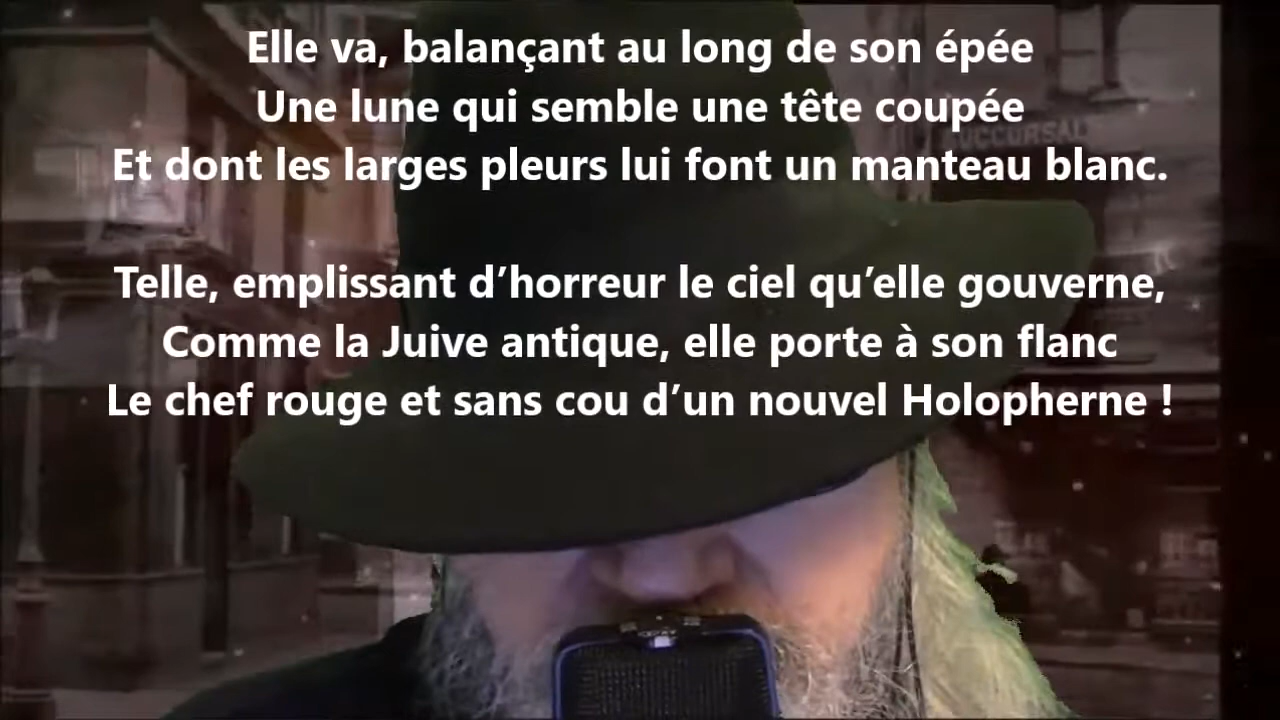 Elle va, balançant au long de son épée
Une lune qui semble une tête coupée
Et dont les larges pleurs lui font un manteau blanc.
Telle, emplissant d’horreur le ciel qu’elle gouverne,
Comme la Juive antique, elle porte à son flanc
Le chef rouge et sans cou d’un nouvel Holopherne !
SUCCURSAL